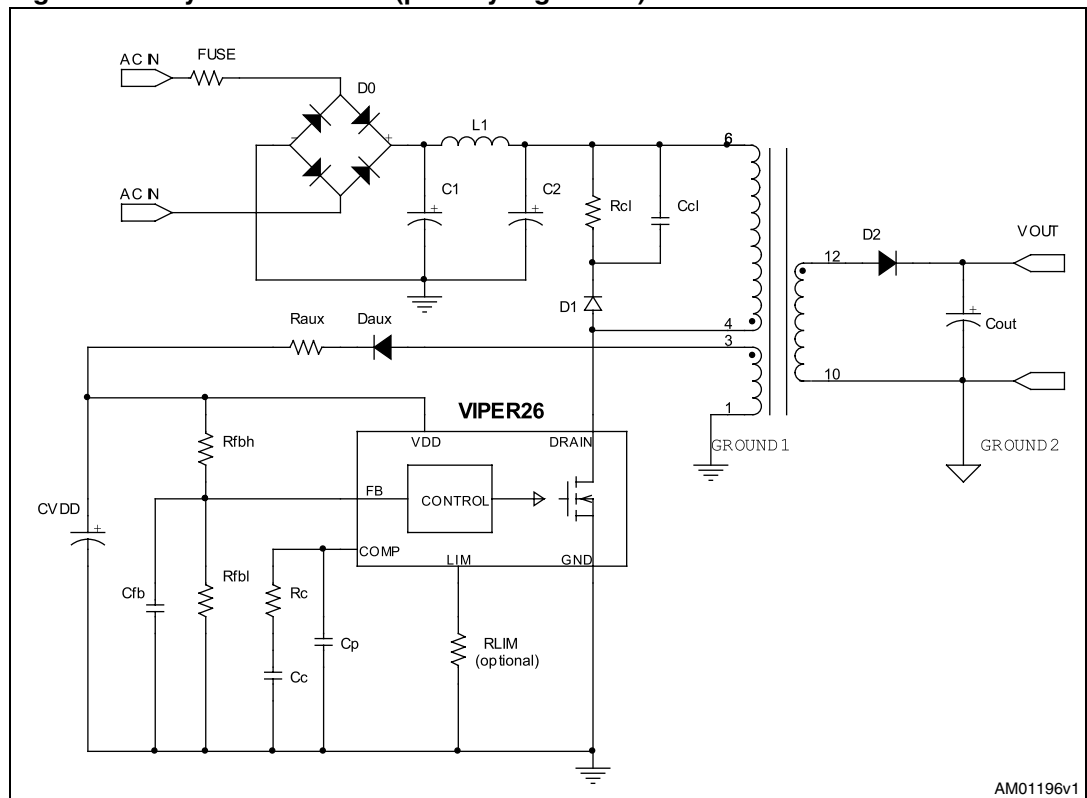 AC IN
FUSE
D0
-
+
L1
6
AC IN
C1
+
C2
+
Rcl
Ccl
D2
VOUT
12
D1
Raux
Daux
4
3
Cout
+
10
1
VIPER26
GROUND1
GROUND2
VDD
DRAIN
Rfbh
FB
CONTROL
CVDD
+
COMP
LIM
GND
Cfb
Rfbl
Rc
Cp
RLIM
(optional)
Cc
AM01196v1